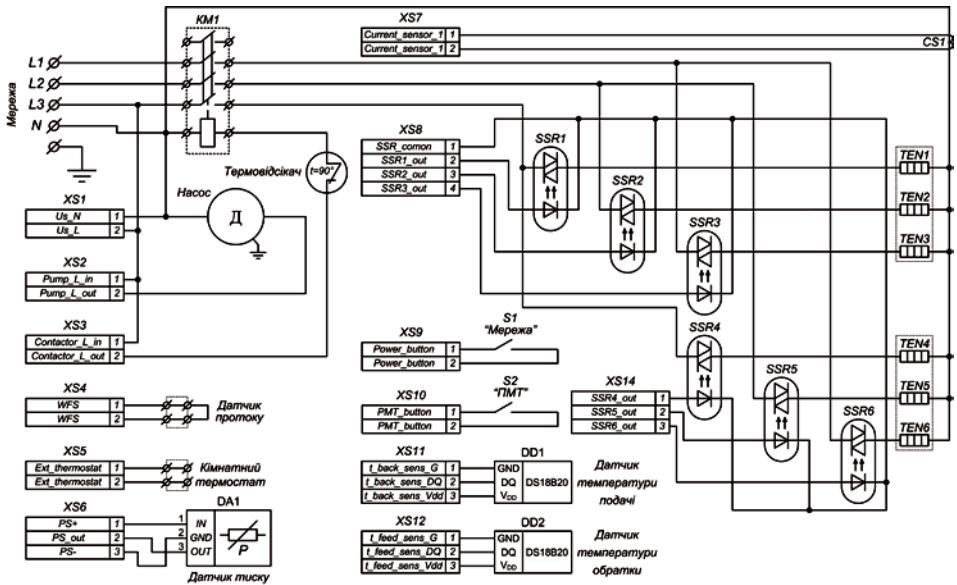 KM1
XS7
Current_sensor_1 1
Current_sensor_1 2
CS1
Мережа
L1
L2
L3
N
XS8
SSR_comon 1
SSR1_out 2
SSR2_out 3
SSR3_out 4
SSR1
SSR2
SSR3
TEN1
TEN2
TEN3
Термовідсікач
t=90°
Насос
Д
XS1
Us_N 1
Us_L 2
XS2
Pump_L_in 1
Pump_L_out 2
XS3
Contactor_L_in 1
Contactor_L_out 2
XS9
Power_button 1
Power_button 2
S1
"Мережа"
SSR4
SSR5
SSR6
TEN4
TEN5
TEN6
XS4
WFS 1
WFS 2
Датчик
протоку
XS10
PMT_button 1
PMT_button 2
S2
"ПМТ"
XS14
SSR4_out 1
SSR5_out 2
SSR6_out 3
XS5
Ext_thermostat 1
Ext_thermostat 2
Кімнатний
термостат
XS11
t_back_sens_G 1
t_back_sens_DQ 2
t_back_sens_Vdd 3
DD1
GND
DQ
VDD
DS18B20
Датчик
температури
подачі
XS6
PS+ 1
PS_out 2
PS- 3
DA1
1 IN
2 GND
3 OUT
P
Датчик тиску
XS12
t_feed_sens_G 1
t_feed_sens_DQ 2
t_feed_sens_Vdd 3
DD2
GND
DQ
VDD
DS18B20
Датчик
температури
обратки